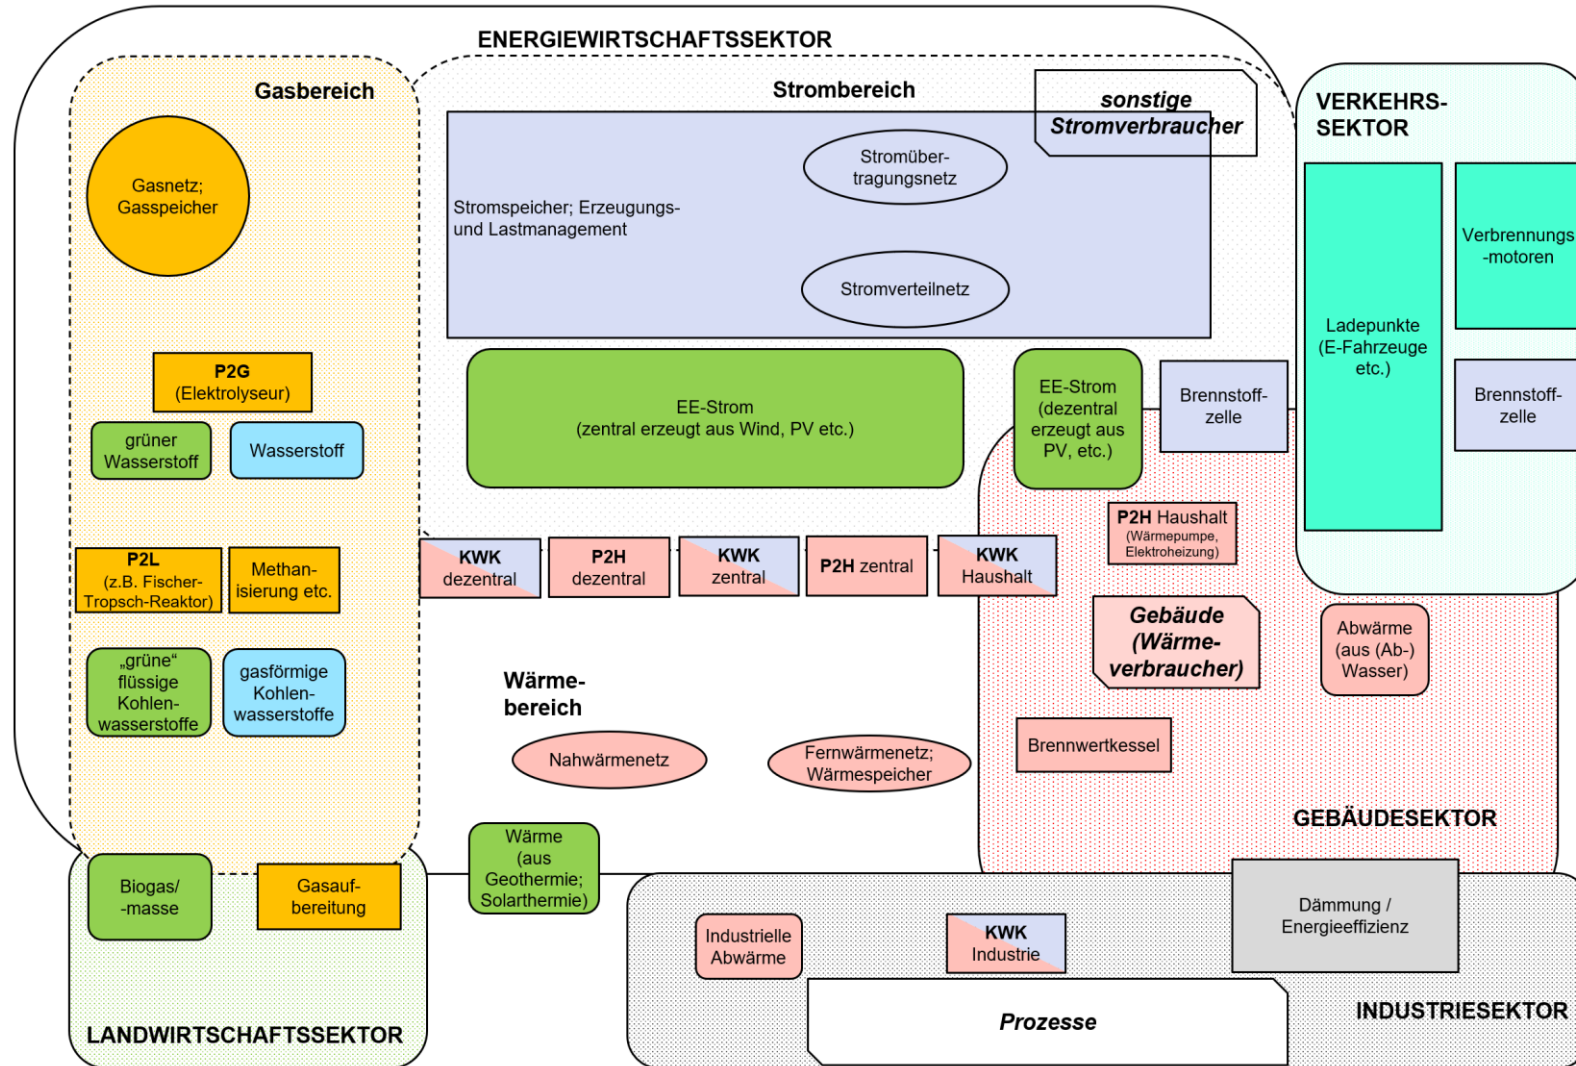 ENERGIEWIRTSCHAFTSSEKTOR
Gasbereich
Strombereich
sonstige
Stromverbraucher
VERKEHRS-
SEKTOR
Gasnetz;
Gasspeicher
Stromspeicher; Erzeugungs-
und Lastmanagement
Stromüber-
tragungsnetz
Stromverteilnetz
Ladepunkte
(E-Fahrzeuge
etc.)
Verbrennungs
-motoren
Brennstoff-
zelle
P2G
(Elektrolyseur)
grüner
Wasserstoff
Wasserstoff
EE-Strom
(zentral erzeugt aus Wind, PV etc.)
EE-Strom
(dezentral
erzeugt aus
PV, etc.)
Brennstoff-
zelle
P2L
(z.B. Fischer-
Tropsch-Reaktor)
Methan-
isierung etc.
KWK
dezentral
P2H
dezentral
KWK
zentral
P2H zentral
KWK
Haushalt
P2H Haushalt
(Wärmepumpe,
Elektroheizung)
„grüne“
flüssige
Kohlen-
wasserstoffe
gasförmige
Kohlen-
wasserstoffe
Wärme-
bereich
Gebäude
(Wärme-
verbraucher)
Abwärme
(aus (Ab-)
Wasser)
Nahwärmenetz
Fernwärmenetz;
Wärmespeicher
Brennwertkessel
GEBÄUDESEKTOR
Biogas/
-masse
Gasauf-
bereitung
Wärme
(aus
Geothermie;
Solarthermie)
Industrielle
Abwärme
KWK
Industrie
Dämmung /
Energieeffizienz
LANDWIRTSCHAFTSSEKTOR
Prozesse
INDUSTRIESEKTOR